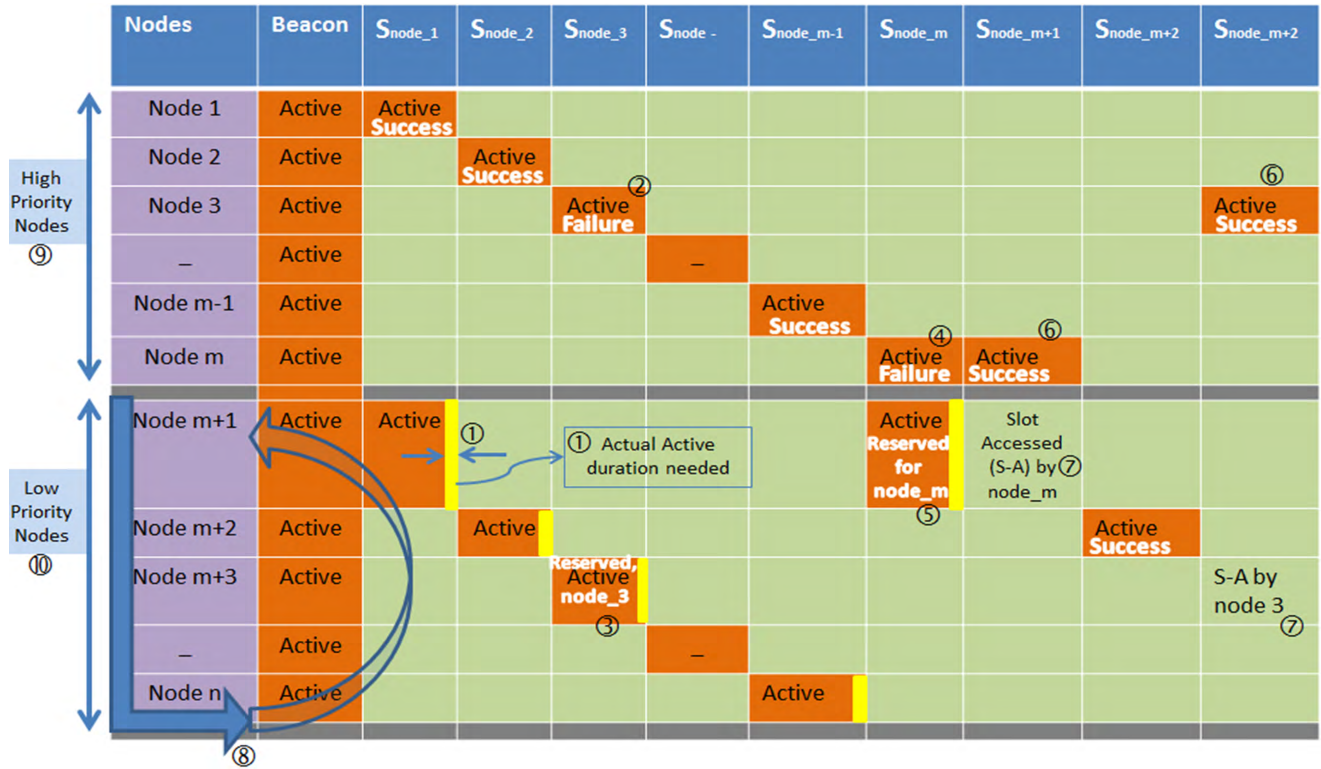 Nodes Beacon Snode_1 Snode_2 Snode_3 Snode - Snode_m-1 Snode_m Snode_m+1 Snode_m+2 Snode_m+2
Node 1 Active Active
Success
Node 2 Active Active
Success
⑥
High
Priority
Nodes
⑨
②
Node 3 Active Active
Failure
Active
Success
_ Active _
Node m-1 Active Active
Success
④ ⑥
Node m Active Active
Failure
Active
Success
Node m+1 Active Active
①
① Actual Active
duration needed
Active
Reserved
for
node_m
⑤
Slot
Accessed
(S-A) by ⑦
node_m
Low
Priority
Nodes
⑩
Node m+2 Active Active Active
Success
Node m+3 Active Reserved,
Active
node_3
③
S-A by
node 3
⑦
_ Active _
Node n Active Active
⑧